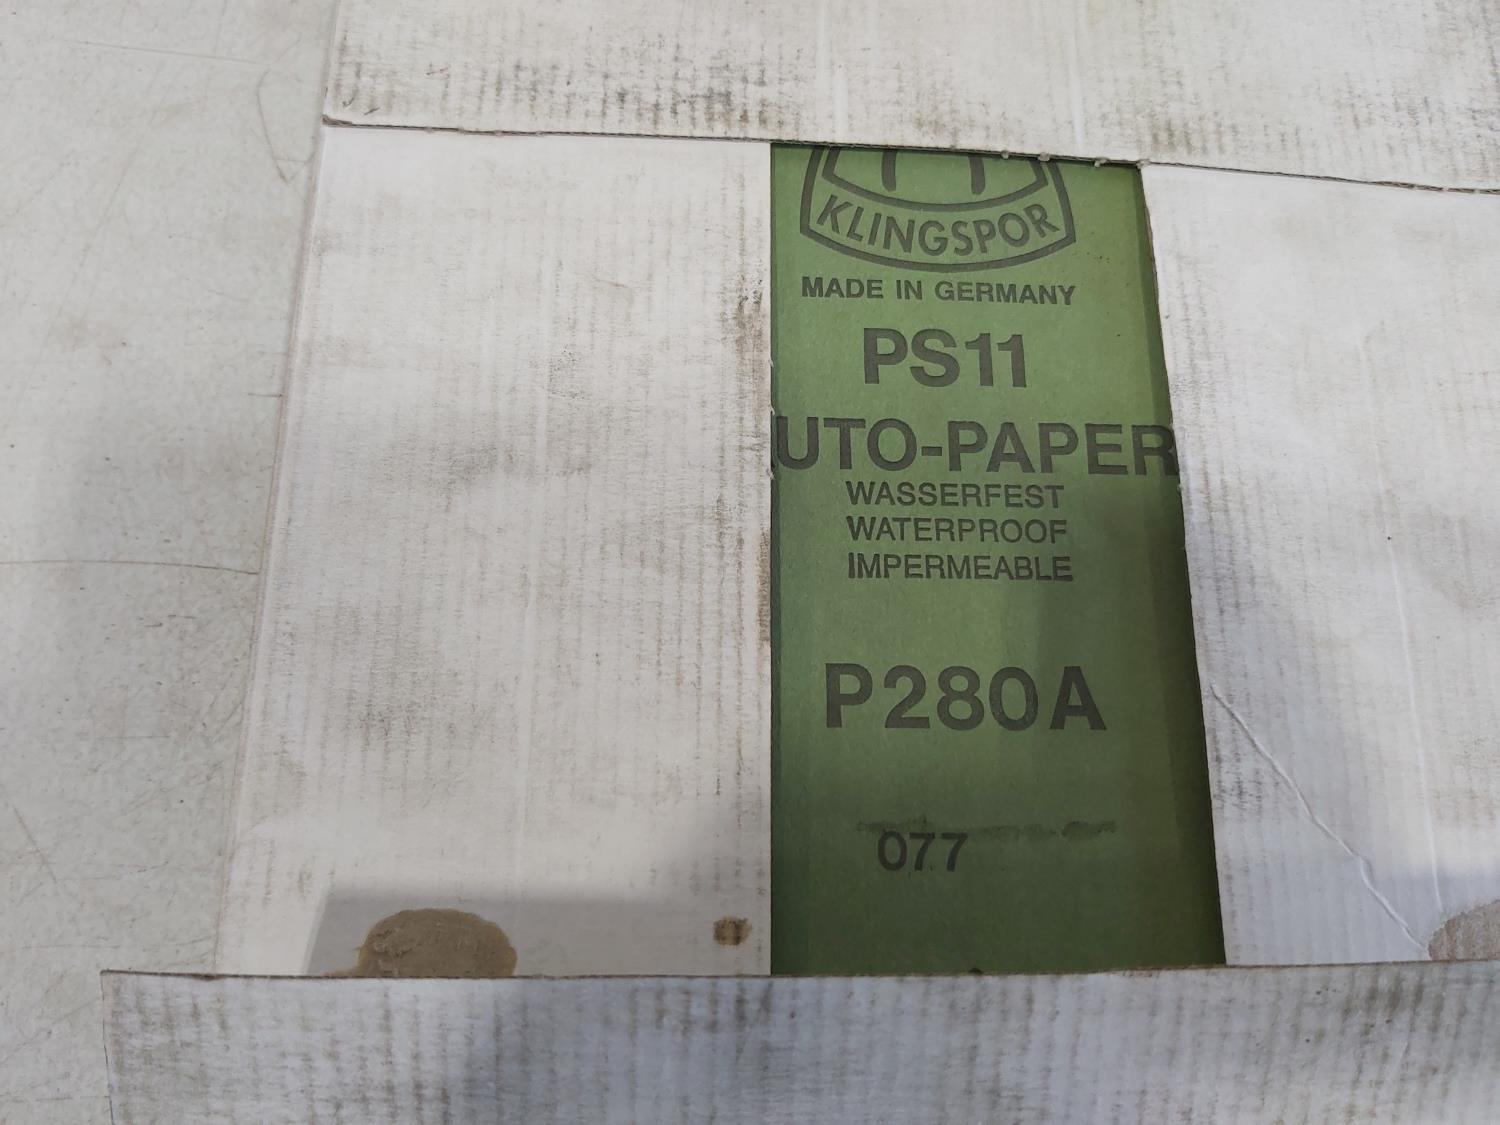 KLINGSPOR
MADE IN GERMANY
PS11
UTO-PAPER
WASSERFEST
WATERPROOF
IMPERMEABLE
P280A
077